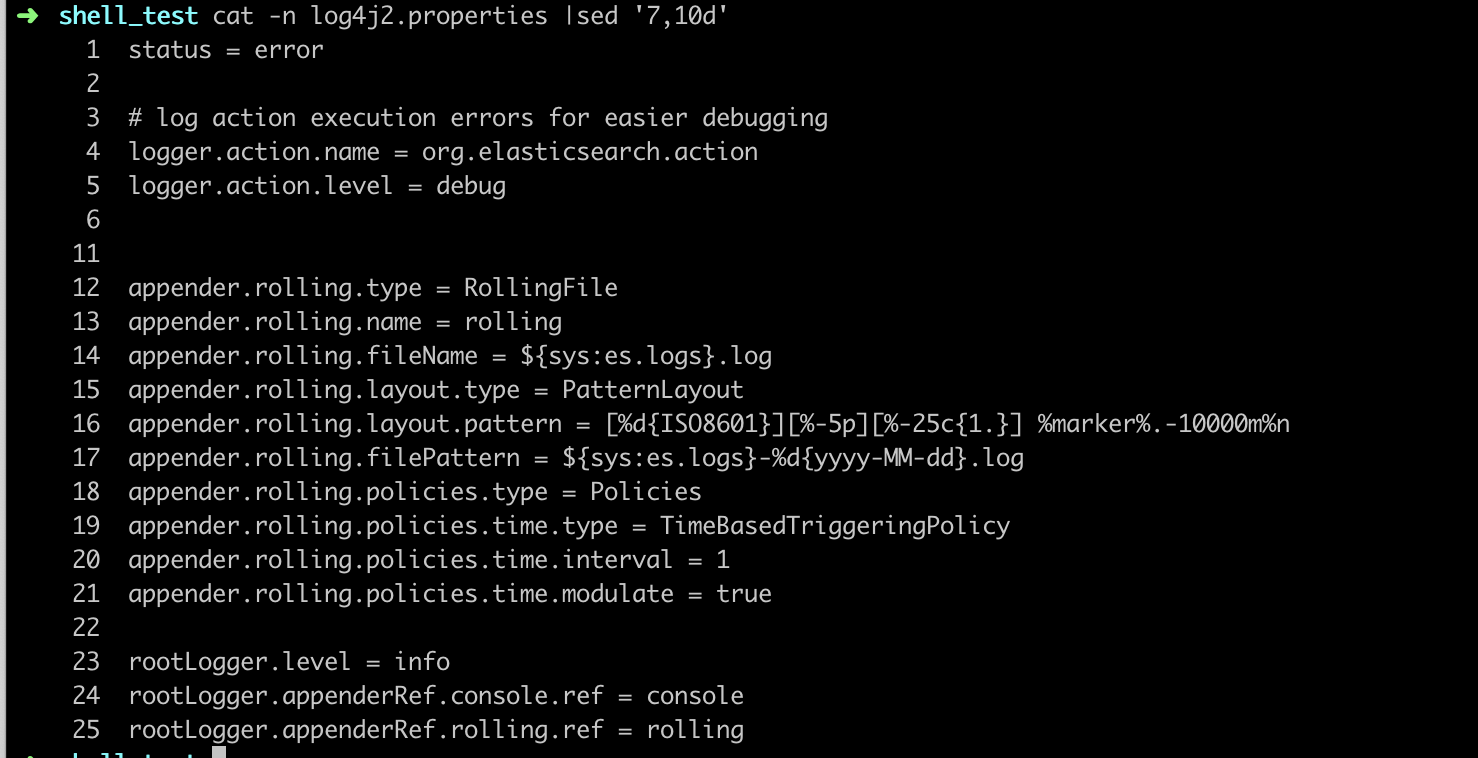 ➜ shell_test cat -n log4j2.properties |sed '7,10d'
1 status = error
2
3 # log action execution errors for easier debugging
4 logger.action.name = org.elasticsearch.action
5 logger.action.level = debug
6
11
12 appender.rolling.type = RollingFile
13 appender.rolling.name = rolling
14 appender.rolling.fileName = ${sys:es.logs}.log
15 appender.rolling.layout.type = PatternLayout
16 appender.rolling.layout.pattern = [%d{ISO8601}][%-5p][%-25c{1.}] %marker%.-10000m%n
17 appender.rolling.filePattern = ${sys:es.logs}-%d{yyyy-MM-dd}.log
18 appender.rolling.policies.type = Policies
19 appender.rolling.policies.time.type = TimeBasedTriggeringPolicy
20 appender.rolling.policies.time.interval = 1
21 appender.rolling.policies.time.modulate = true
22
23 rootLogger.level = info
24 rootLogger.appenderRef.console.ref = console
25 rootLogger.appenderRef.rolling.ref = rolling